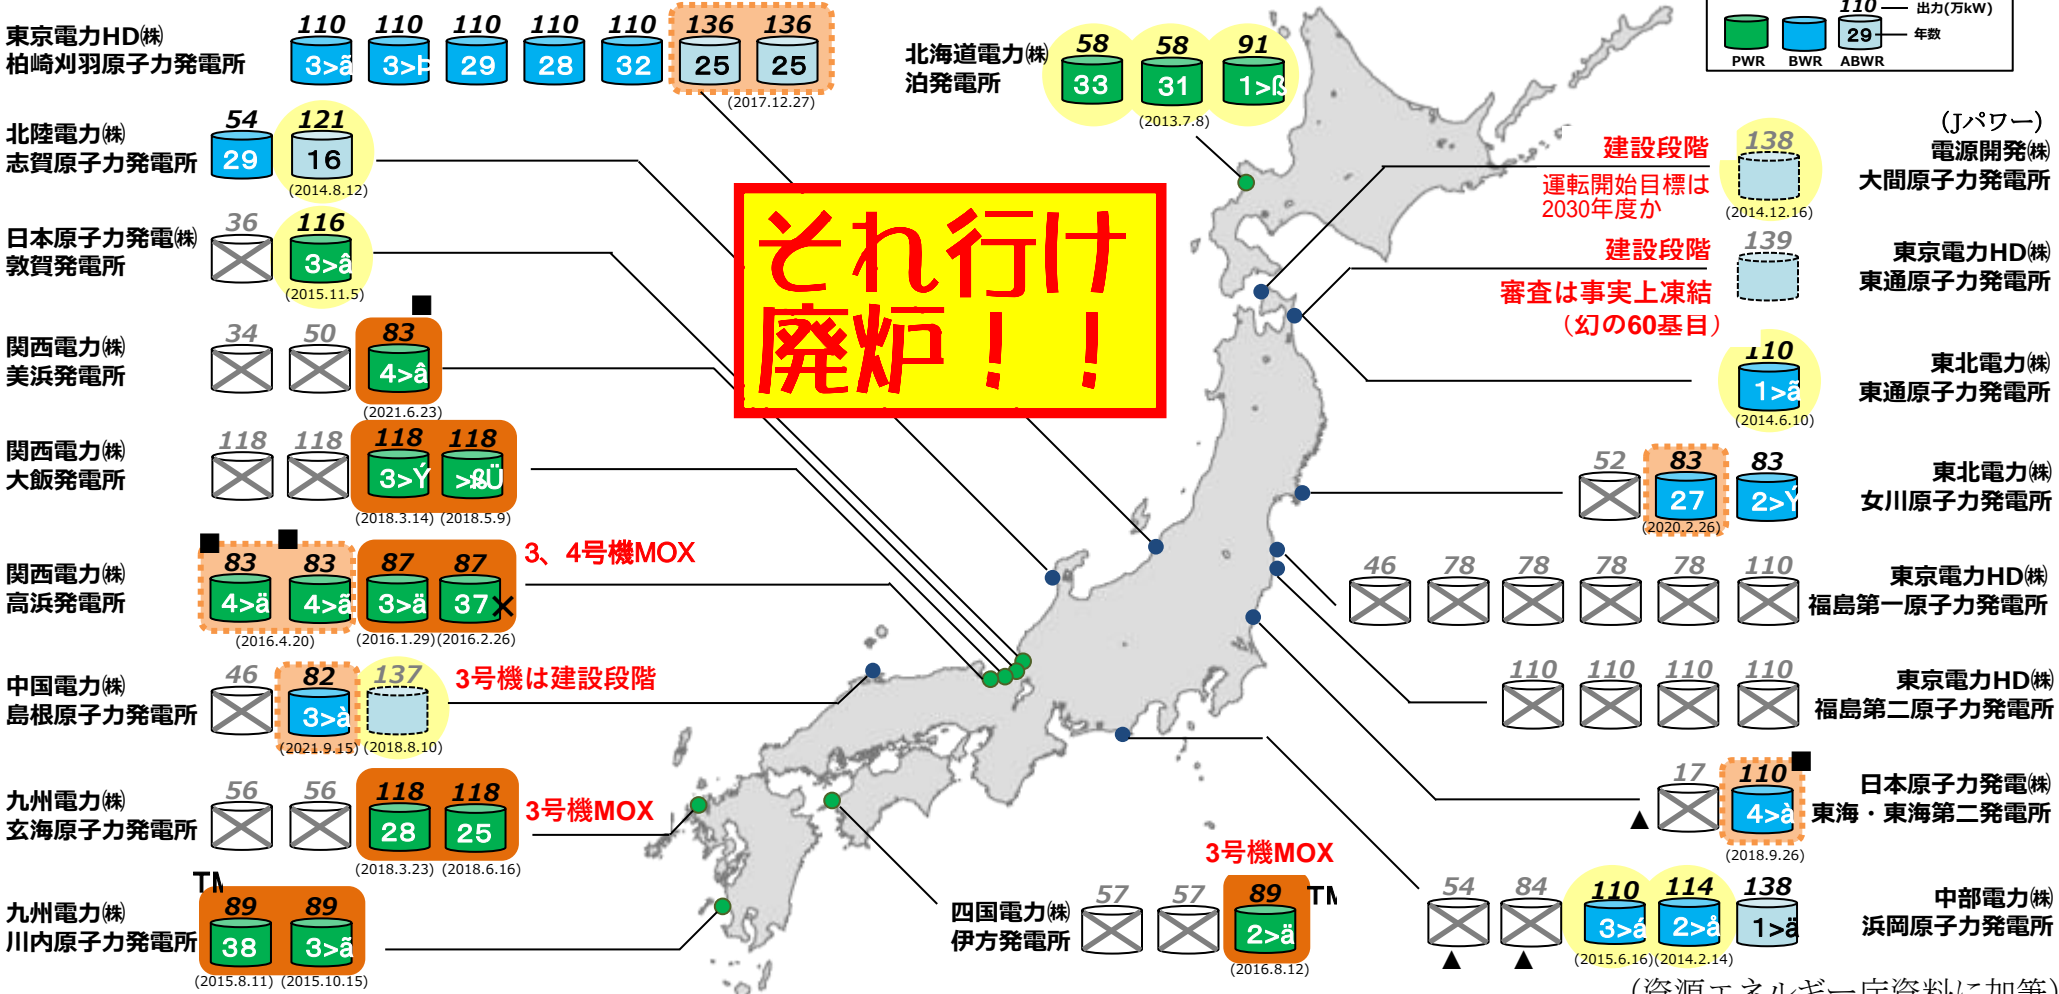 東京電力HD㈱
柏崎刈羽原子力発電所
110 110 110 110 110 136 136
29 28 32 25 25
(2017.12.27)
北陸電力㈱
志賀原子力発電所
54 121
29 16
(2014.8.12)
日本原子力発電㈱
敦賀発電所
36 116
(2015.11.5)
関西電力㈱
美浜発電所
34 50 83
(2021.6.23)
関西電力㈱
大飯発電所
118 118 118 118
(2018.3.14) (2018.5.9)
関西電力㈱
高浜発電所
83 83 87 87
37
(2016.4.20) (2016.1.29) (2016.2.26)
3、4号機MOX
中国電力㈱
島根原子力発電所
46 82 137
(2021.9.15) (2018.8.10)
3号機は建設段階
九州電力㈱
玄海原子力発電所
56 56 118 118
28 25
(2018.3.23) (2018.6.16)
3号機MOX
九州電力㈱
川内原子力発電所
89 89
38
(2015.8.11) (2015.10.15)
それ行け
廃炉！！
北海道電力㈱
泊発電所
58 58 91
33 31
(2013.7.8)
110 出力(万kW)
29 年数
PWR BWR ABWR
(Jパワー)
電源開発㈱
大間原子力発電所
138
(2014.12.16)
建設段階
運転開始目標は
2030年度か
東京電力HD㈱
東通原子力発電所
139
建設段階
審査は事実上凍結
（幻の60基目）
東北電力㈱
東通原子力発電所
110
(2014.6.10)
東北電力㈱
女川原子力発電所
52 83 83
27
(2020.2.26)
東京電力HD㈱
福島第一原子力発電所
46 78 78 78 78 110
東京電力HD㈱
福島第二原子力発電所
110 110 110 110
日本原子力発電㈱
東海・東海第二発電所
17 110
(2018.9.26)
中部電力㈱
浜岡原子力発電所
54 84 110 114 138
(2015.6.16) (2014.2.14)
四国電力㈱
伊方発電所
57 57 89
(2016.8.12)
3号機MOX
（資源エネルギー庁資料に加筆）